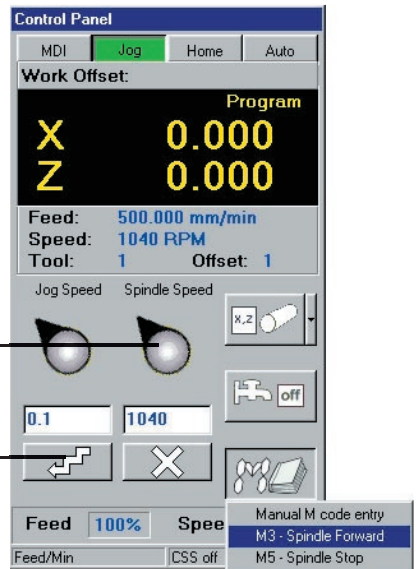 Control Panel
MDI Jog Home Auto
Work Offset:
Program
X 0.000
Z 0.000
Feed: 500.000 mm/min
Speed: 1040 RPM
Tool: 1 Offset: 1
Jog Speed Spindle Speed
x,z
off
0.1 1040
Manual M code entry
Feed 100% Spee
M3 - Spindle Forward
Feed/Min CSS off M5 - Spindle Stop